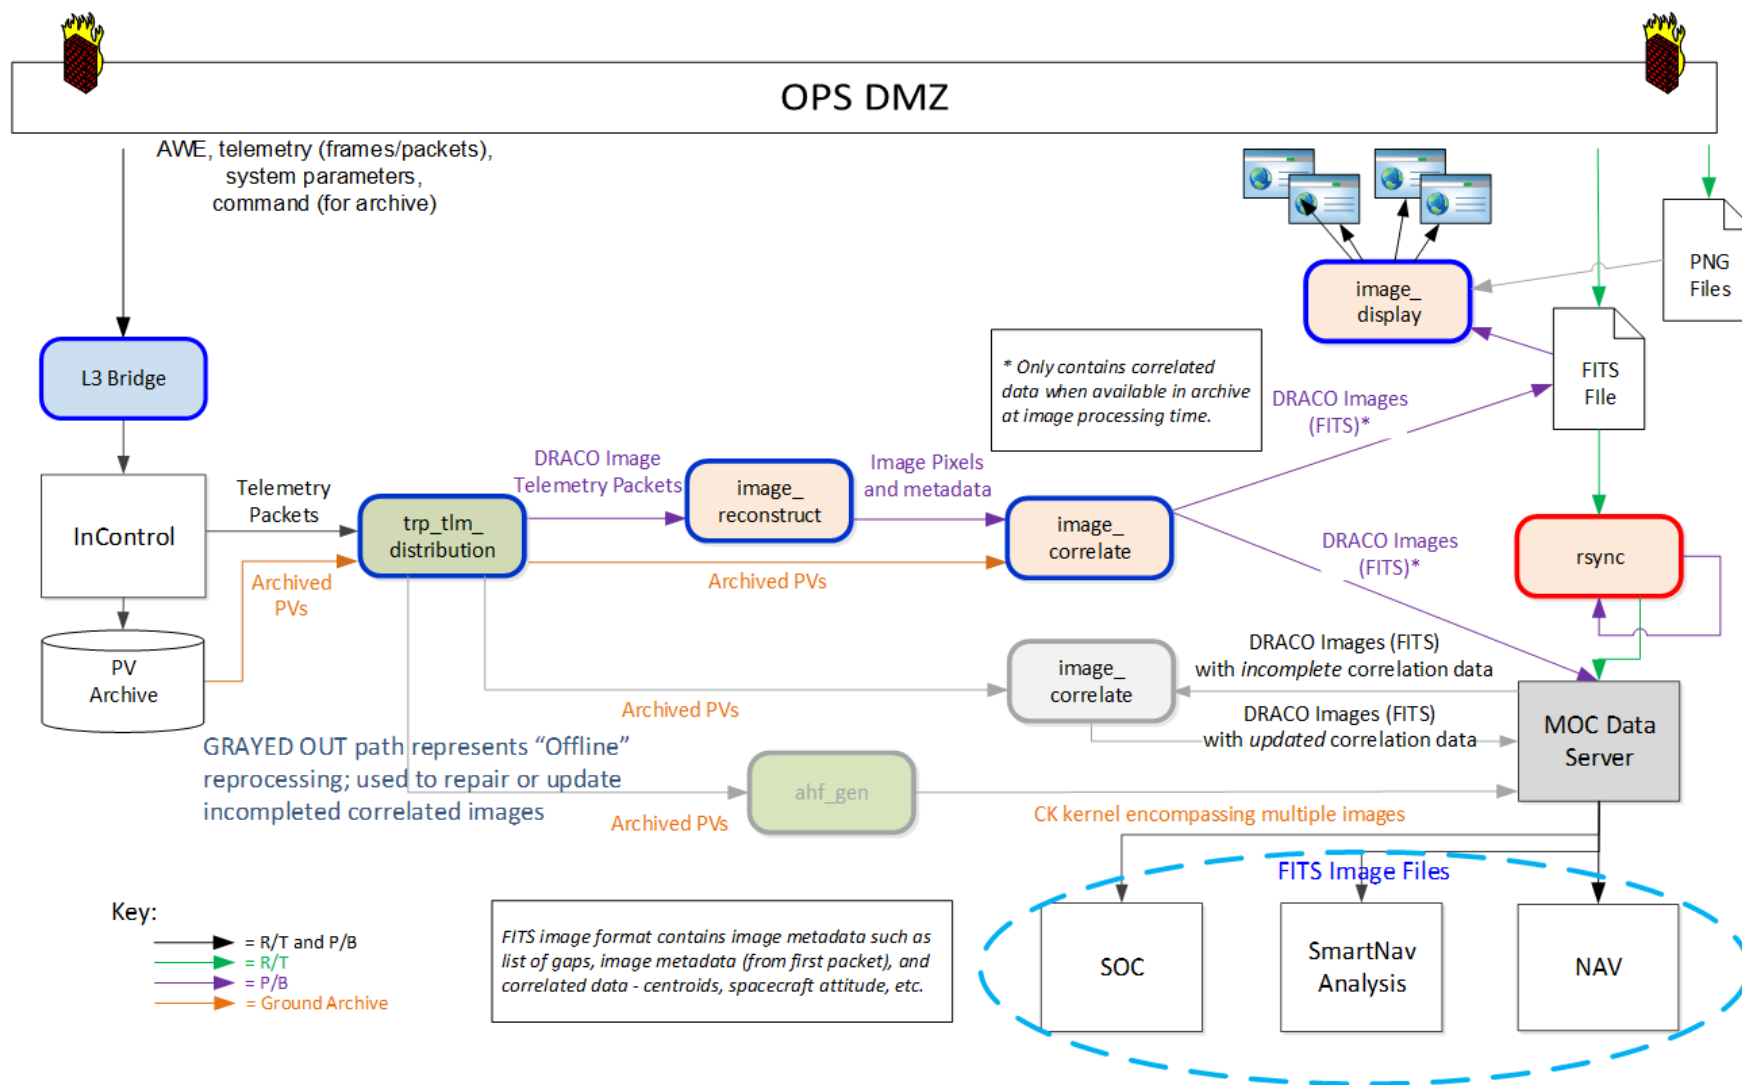 OPS DMZ
AWE, telemetry (frames/packets),
system parameters,
command (for archive)
PNG
Files
image_
display
L3 Bridge
* Only contains correlated
data when available in archive
at image processing time.
FITS
FIle
DRACO Images
(FITS)*
DRACO Image
Telemetry Packets
Image Pixels
and metadata
Telemetry
Packets
image_
reconstruct
InControl
trp_tlm_
distribution
image_
correlate
DRACO Images
(FITS)*
rsync
Archived
PVs
Archived PVs
PV
Archive
image_
correlate
DRACO Images (FITS)
with incomplete correlation data
Archived PVs
DRACO Images (FITS)
with updated correlation data
MOC Data
Server
GRAYED OUT path represents “Offline”
reprocessing; used to repair or update
incompleted correlated images
ahf_gen
Archived PVs
CK kernel encompassing multiple images
FITS Image Files
Key:
= R/T and P/B
= R/T
= P/B
= Ground Archive
FITS image format contains image metadata such as
list of gaps, image metadata (from first packet), and
correlated data - centroids, spacecraft attitude, etc.
SOC
SmartNav
Analysis
NAV